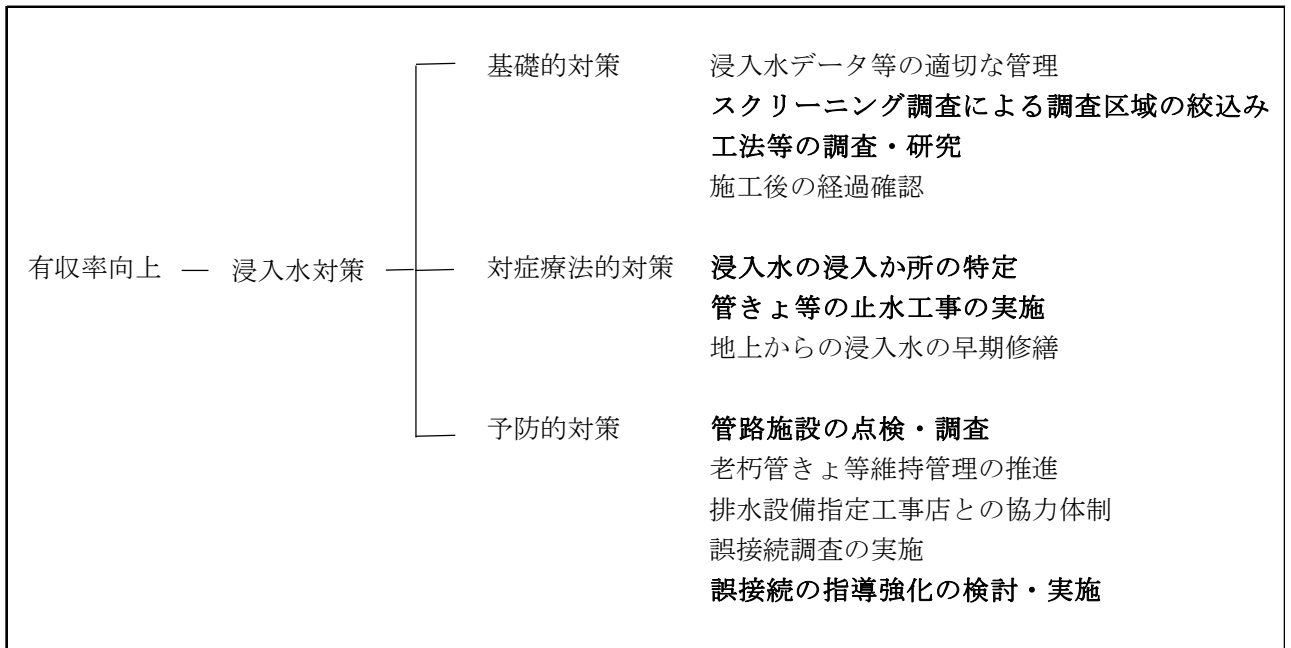 基礎的対策 浸入水データ等の適切な管理
スクリーニング調査による調査区域の絞込み
工法等の調査・研究
施工後の経過確認
有収率向上 ― 浸入水対策 対症療法的対策 浸入水の浸入か所の特定
管きょ等の止水工事の実施
地上からの浸入水の早期修繕
予防的対策 管路施設の点検・調査
老朽管きょ等維持管理の推進
排水設備指定工事店との協力体制
誤接続調査の実施
誤接続の指導強化の検討・実施